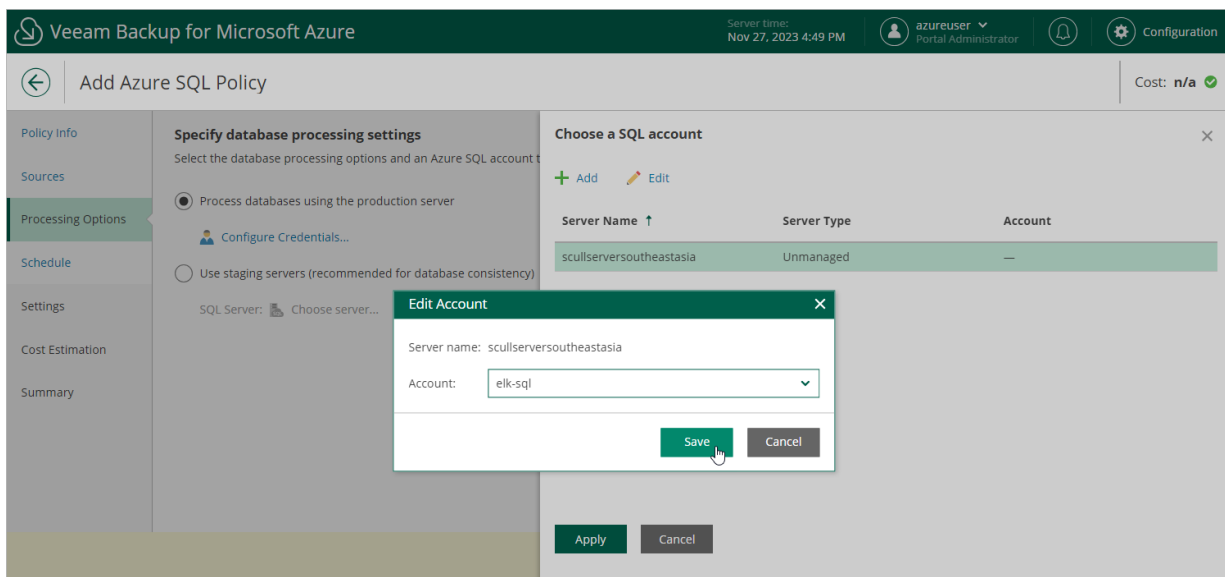 Veeam Backup for Microsoft Azure
Server time:
Nov 27, 2023 4:49 PM
azureuser
Portal Administrator
Configuration
Add Azure SQL Policy
Cost: n/a
Policy Info
Sources
Processing Options
Schedule
Settings
Cost Estimation
Summary
Specify database processing settings
Select the database processing options and an Azure SQL account t
Process databases using the production server
Configure Credentials...
Use staging servers (recommended for database consistency)
SQL Server: Choose server...
Choose a SQL account
Add Edit
Server Name Server Type Account
scullserversoutheastasia Unmanaged —
Edit Account
Server name: scullserversoutheastasia
Account: elk-sql
Save Cancel
Apply Cancel